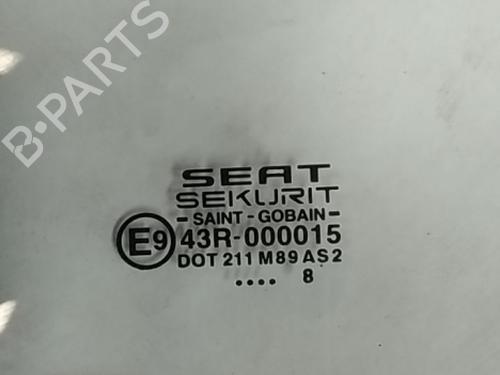 B-PARTS
SEAT
SEKURIT
- SAINT - GOBAIN -
E9 43R-000015
DOT 211 M89 AS2
.... 8